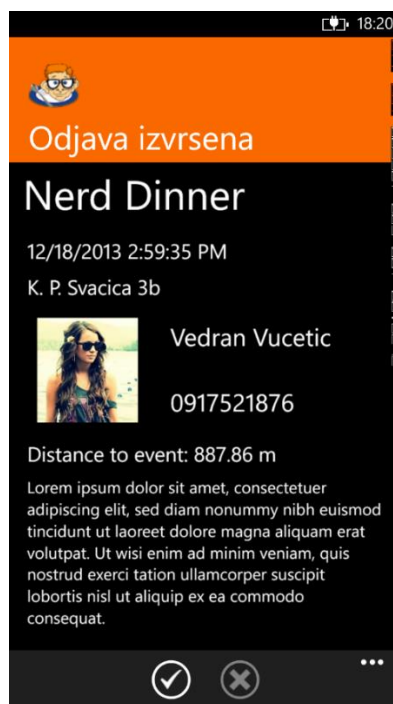 18:20
Odjava izvrsena
Nerd Dinner
12/18/2013 2:59:35 PM
K. P. Svacica 3b
Vedran Vucetic
0917521876
Distance to event: 887.86 m
Lorem ipsum dolor sit amet, consectetuer
adipiscing elit, sed diam nonummy nibh euismod
tincidunt ut laoreet dolore magna aliquam erat
volutpat. Ut wisi enim ad minim veniam, quis
nostrud exerci tation ullamcorper suscipit
lobortis nisl ut aliquip ex ea commodo
consequat.